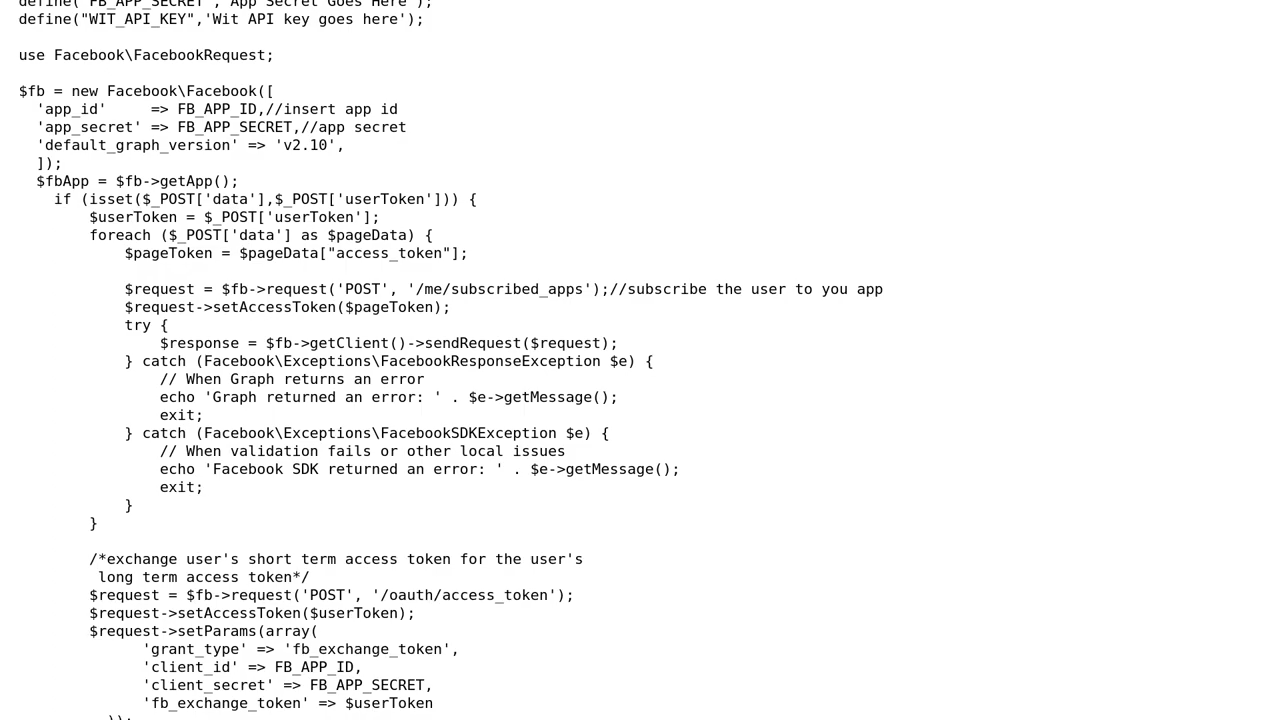 define("FB_APP_SECRET",'App Secret Goes Here');
define("WIT_API_KEY",'Wit API key goes here');

use Facebook\FacebookRequest;

$fb = new Facebook\Facebook([
  'app_id'     => FB_APP_ID,//insert app id
  'app_secret' => FB_APP_SECRET,//app secret
  'default_graph_version' => 'v2.10',
  ]);
  $fbApp = $fb->getApp();
    if (isset($_POST['data'],$_POST['userToken'])) {
        $userToken = $_POST['userToken'];
        foreach ($_POST['data'] as $pageData) {
            $pageToken = $pageData["access_token"];

            $request = $fb->request('POST', '/me/subscribed_apps');//subscribe the user to you app
            $request->setAccessToken($pageToken);
            try {
                $response = $fb->getClient()->sendRequest($request);
            } catch (Facebook\Exceptions\FacebookResponseException $e) {
                // When Graph returns an error
                echo 'Graph returned an error: ' . $e->getMessage();
                exit;
            } catch (Facebook\Exceptions\FacebookSDKException $e) {
                // When validation fails or other local issues
                echo 'Facebook SDK returned an error: ' . $e->getMessage();
                exit;
            }
        }

        /*exchange user's short term access token for the user's
         long term access token*/
        $request = $fb->request('POST', '/oauth/access_token');
        $request->setAccessToken($userToken);
        $request->setParams(array(
              'grant_type' => 'fb_exchange_token',
              'client_id' => FB_APP_ID,
              'client_secret' => FB_APP_SECRET,
              'fb_exchange_token' => $userToken
          ));